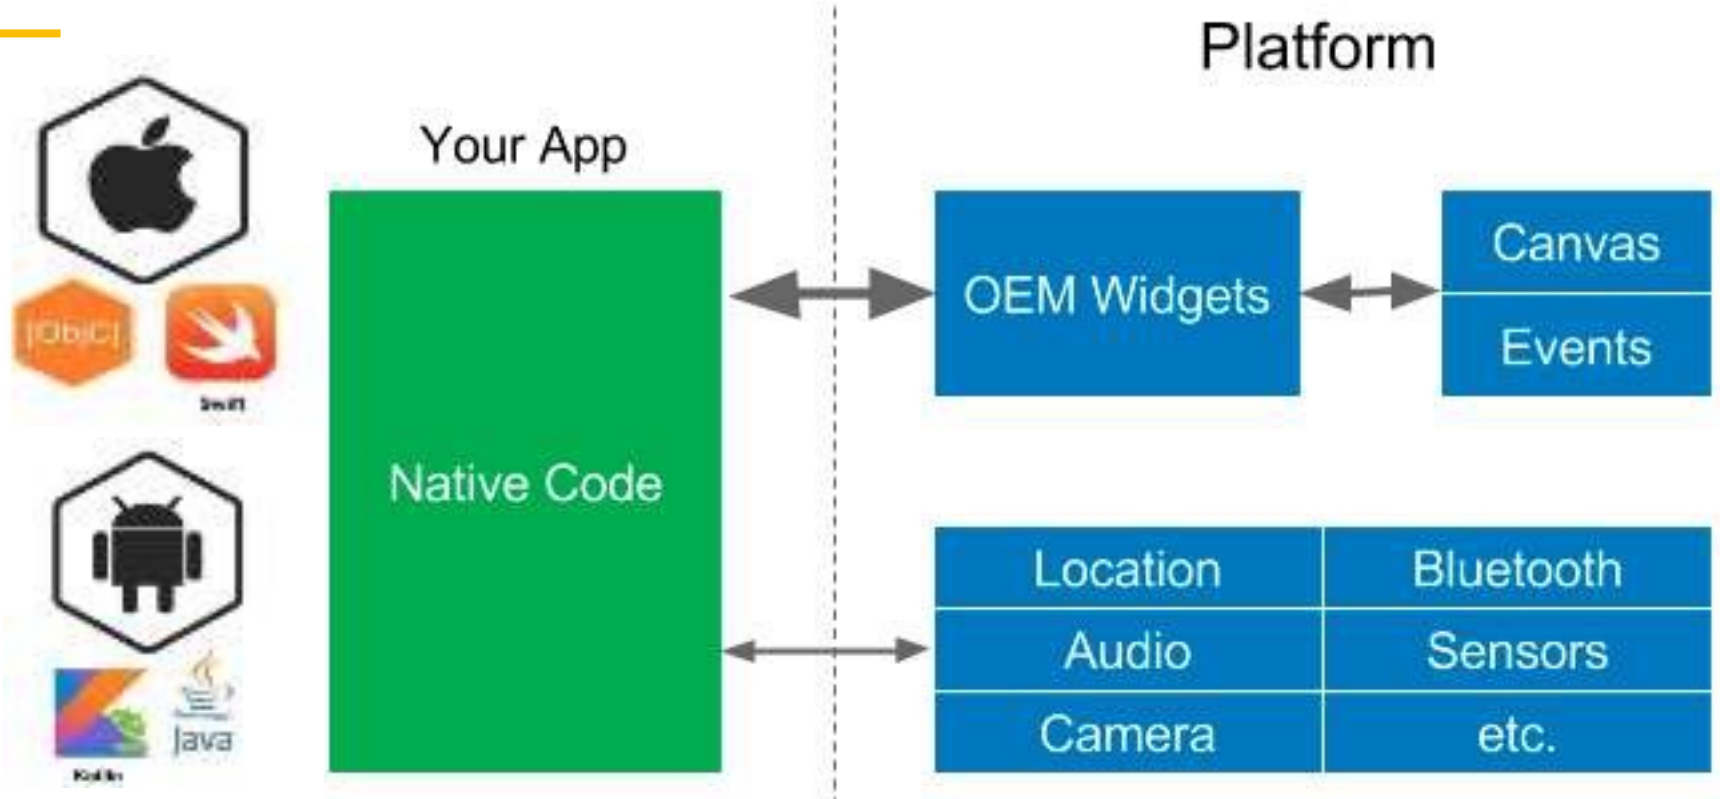 Platform
Your App
[ObjC]
Swift
Native Code
OEM Widgets
Canvas
Events
Location
Bluetooth
Audio
Sensors
Camera
etc.
Java
Kotlin